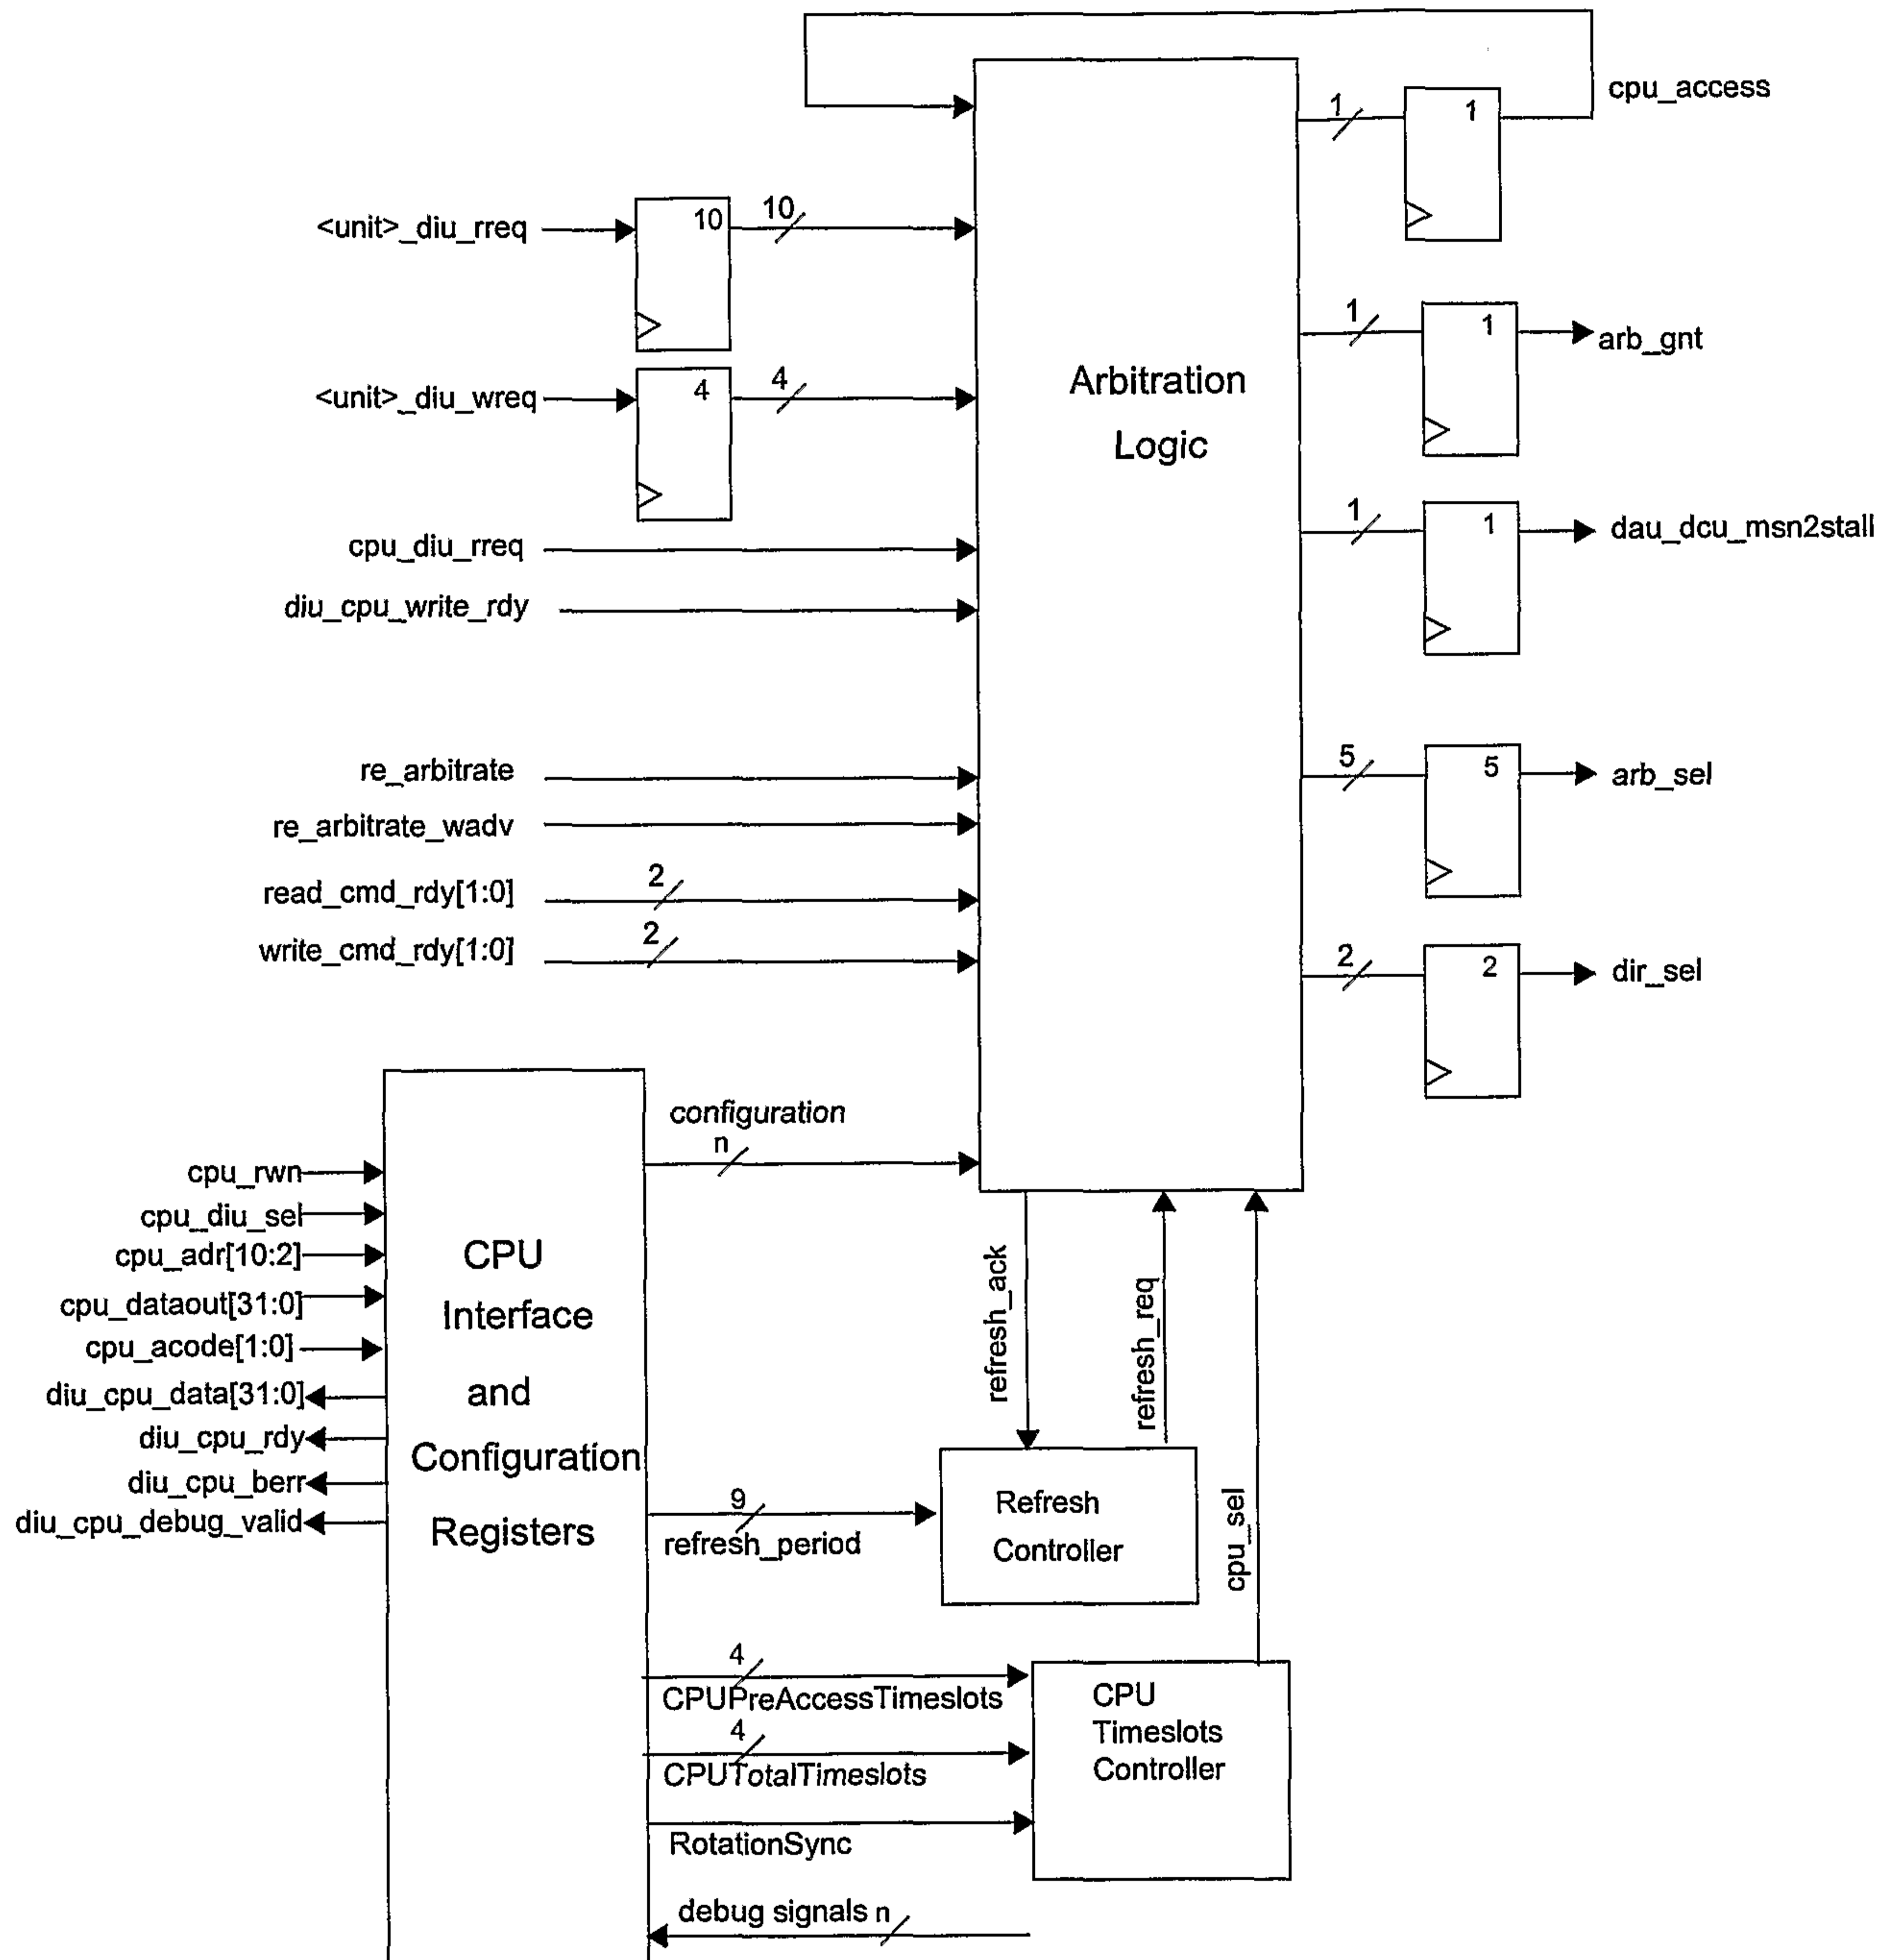 cpu_access
1
1
<unit>_diu_rreq
10
10
1
1
arb_gnt
<unit>_diu_wreq
4
4
Arbitration
Logic
1
1
dau_dcu_msn2stall
cpu_diu_rreq
diu_cpu_write_rdy
re_arbitrate
5
5
arb_sel
re_arbitrate_wadv
read_cmd_rdy[1:0]
2
write_cmd_rdy[1:0]
2
2
2
dir_sel
configuration
n
cpu_rwn
cpu_diu_sel
cpu_adr[10:2]
cpu_dataout[31:0]
cpu_acode[1:0]
diu_cpu_data[31:0]
diu_cpu_rdy
diu_cpu_berr
diu_cpu_debug_valid
CPU
Interface
and
Configuration
Registers
refresh_ack
refresh_req
cpu_sel
9
refresh_period
Refresh
Controller
4
CPUPreAccessTimeslots
4
CPUTotalTimeslots
RotationSync
CPU
Timeslots
Controller
debug signals n